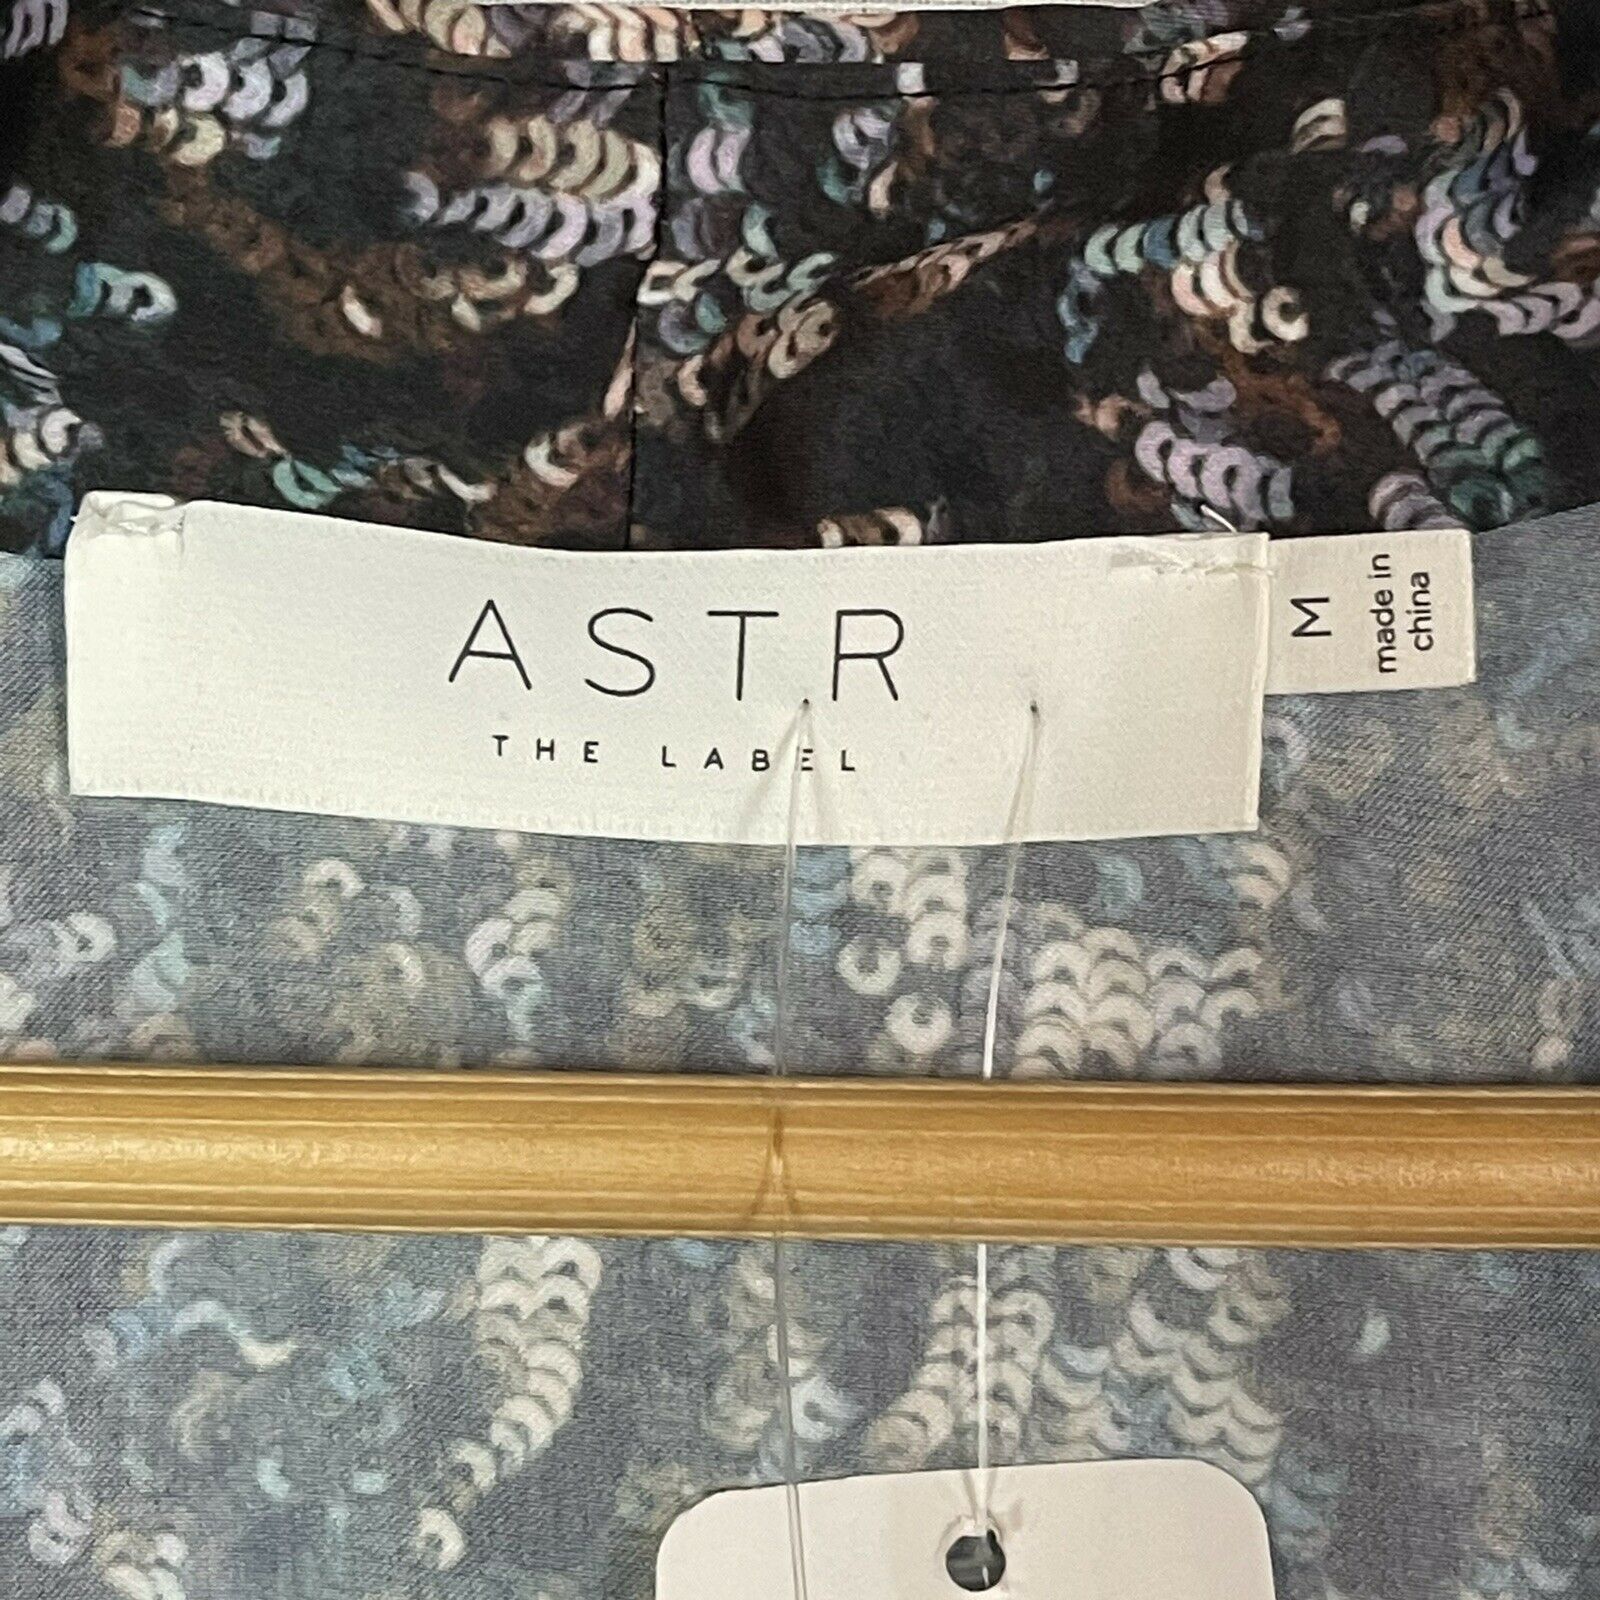 ASTR
THE LABEL
M
made in
china